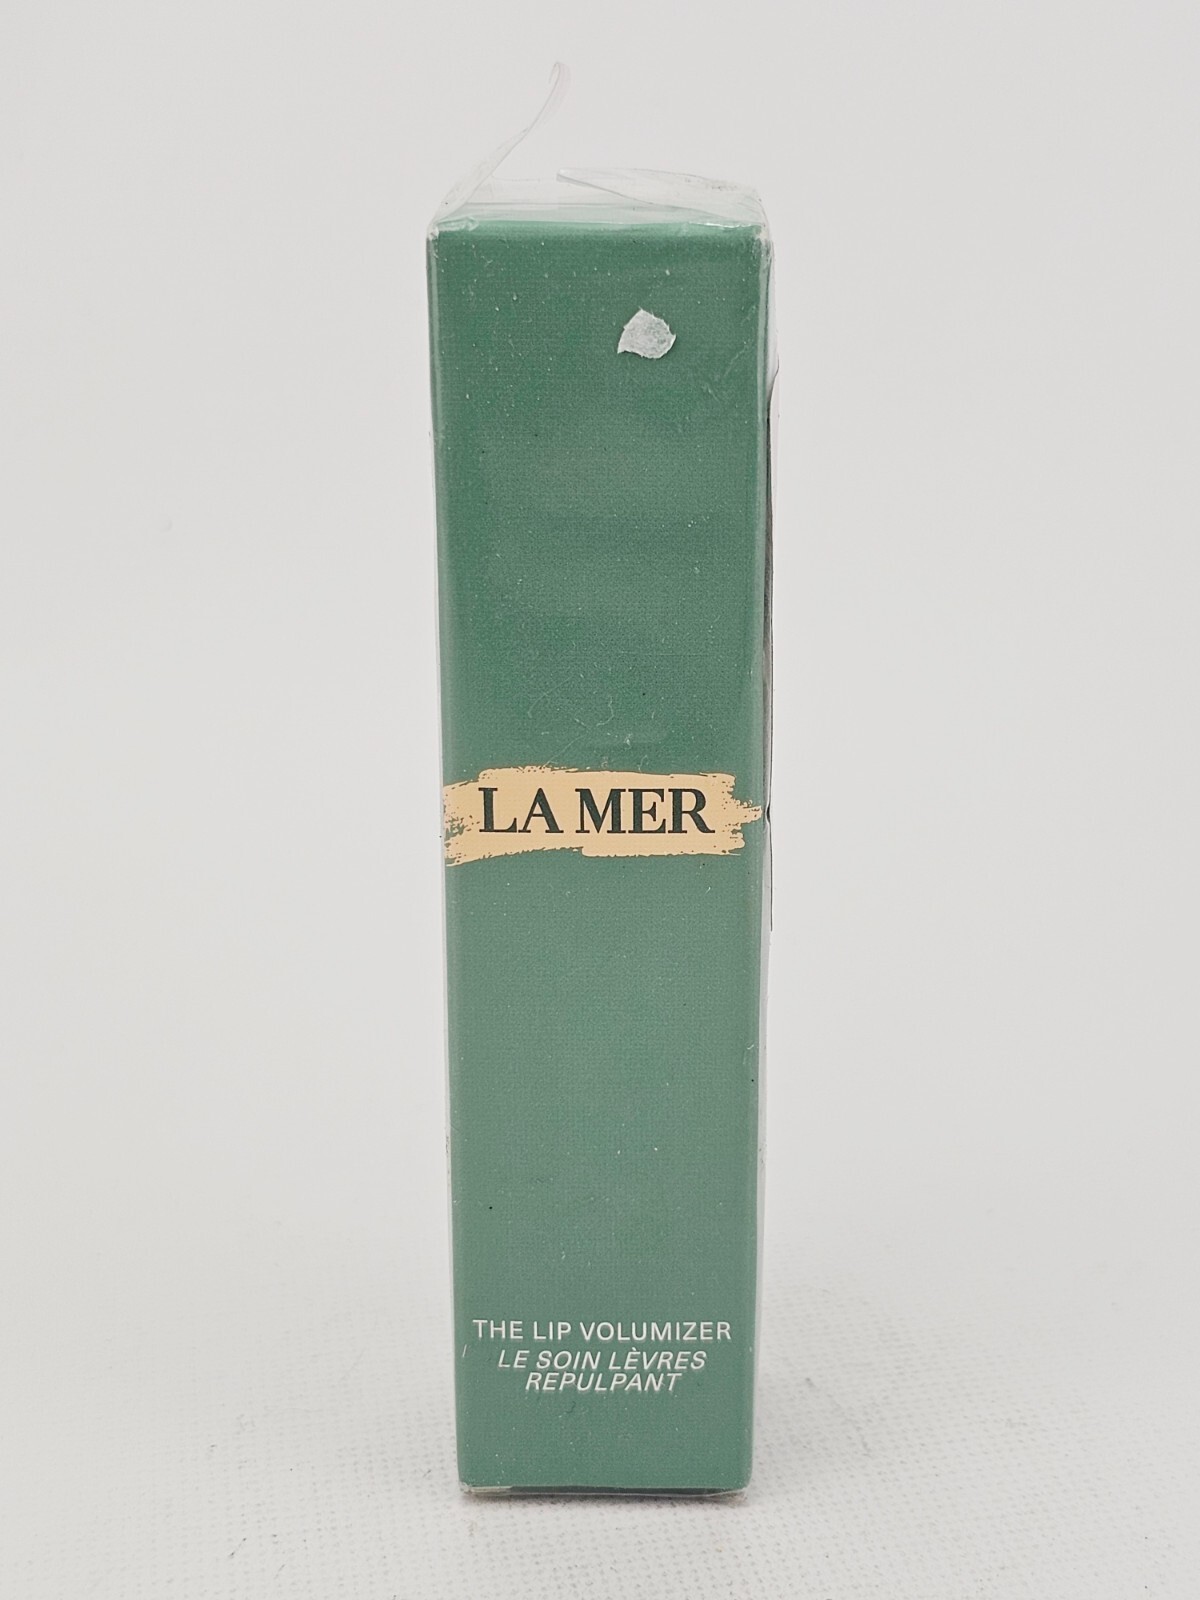 LA MER
THE LIP VOLUMIZER
LE SOIN LÈVRES
REPULPANT